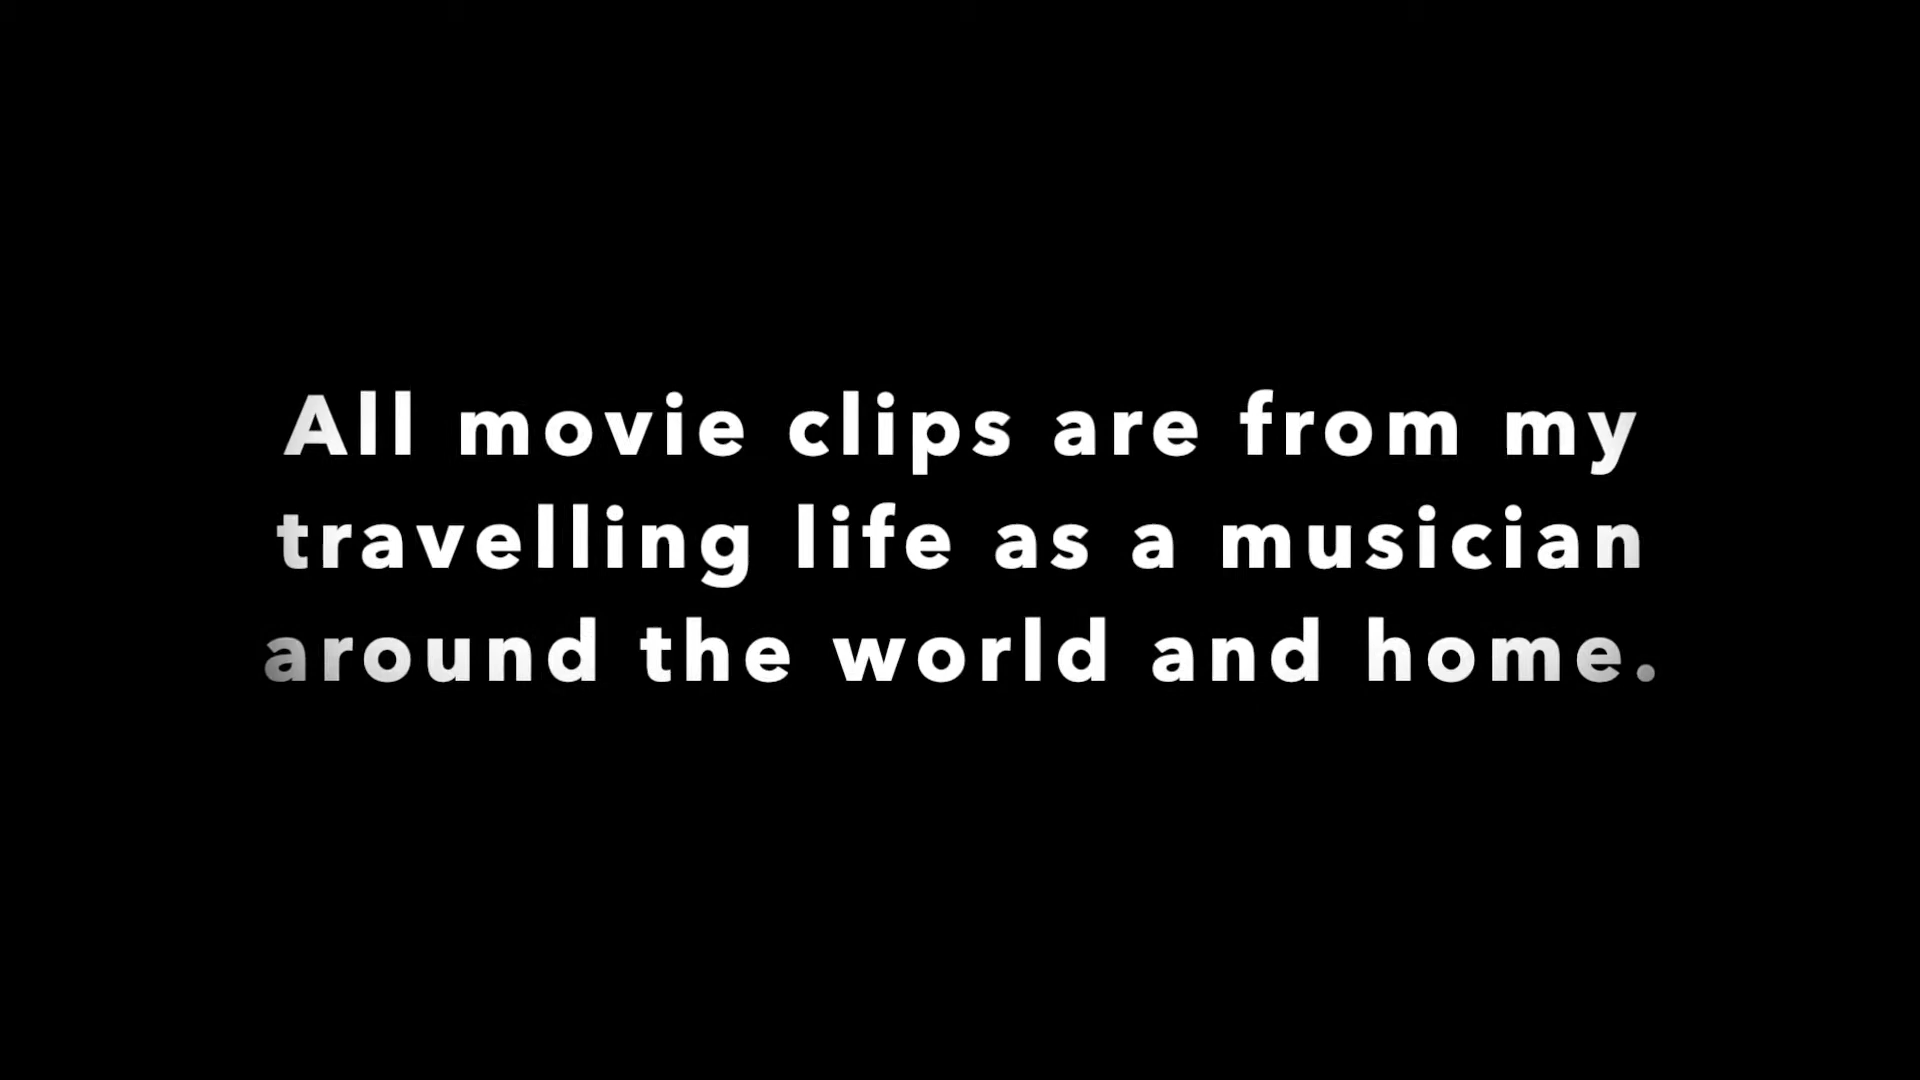 All movie clips are from my
travelling life as a musician
around the world and home.